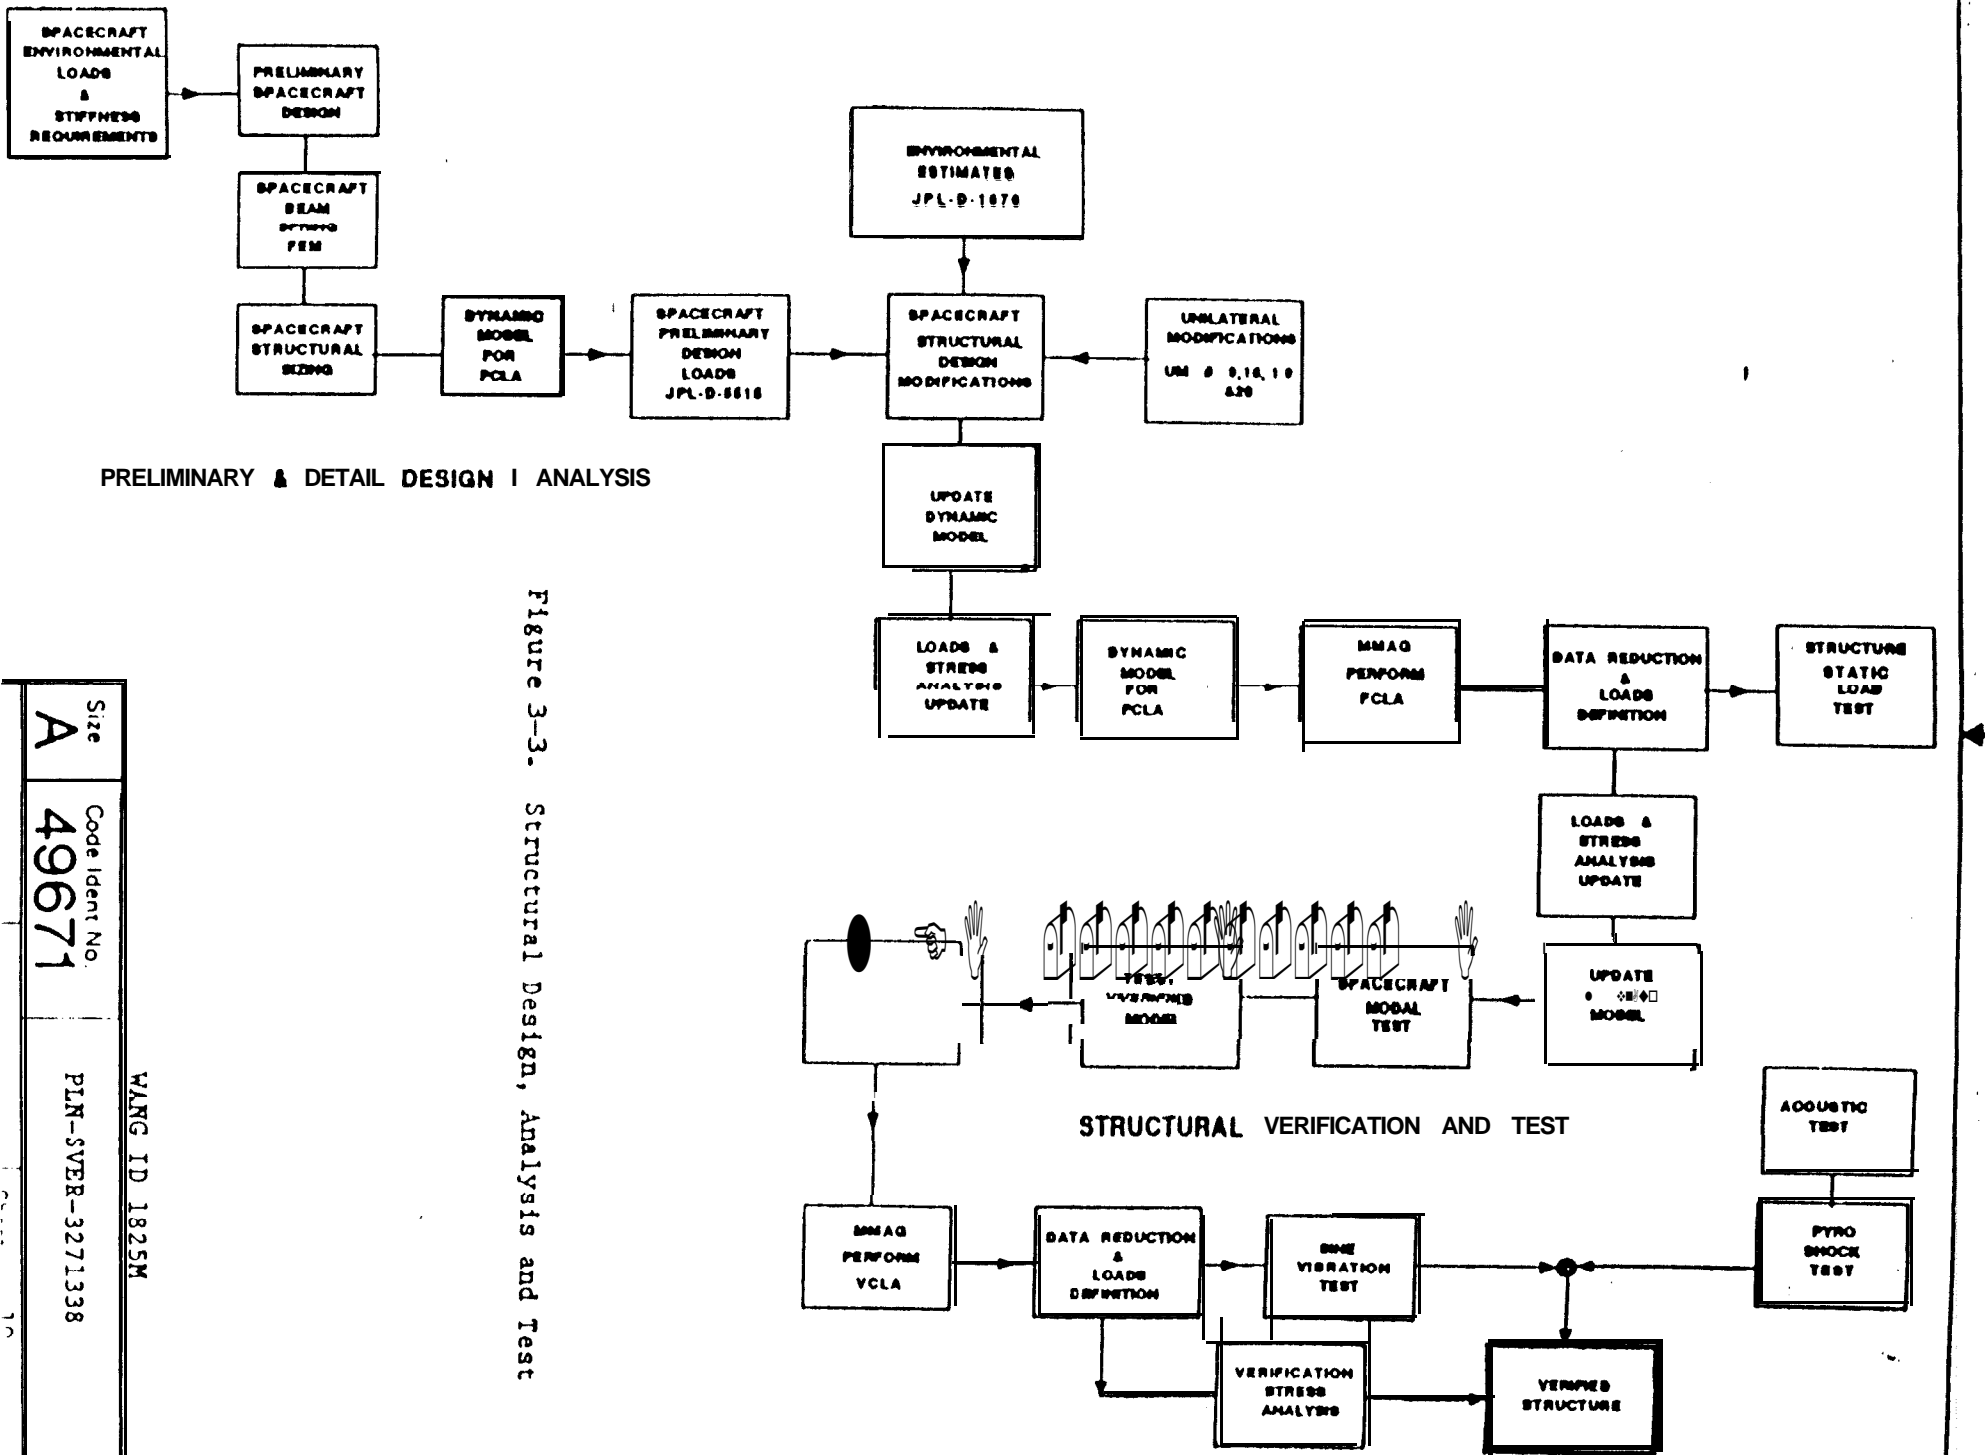 SPACECRAFT
ENVIRONMENTAL
LOADS
&
STIFFNESS
REQUIREMENTS
PRELIMINARY
SPACECRAFT
DESIGN
SPACECRAFT
BEAM
FEM
SPACECRAFT
STRUCTURAL
SIZING
DYNAMIC
MODEL
FOR
PCLA
SPACECRAFT
PRELIMINARY
DESIGN
LOADS
ENVIRONMENTAL
ESTIMATES
SPACECRAFT
STRUCTURAL
DESIGN
MODIFICATIONS
UNILATERAL
MODIFICATIONS
UM #
&20
PRELIMINARY & DETAIL DESIGN I ANALYSIS
UPDATE
DYNAMIC
MODEL
LOADS &
STRESS
ANALYSIS
UPDATE
DYNAMIC
MODEL
FOR
PCLA
MMAG
PERFORM
FCLA
DATA REDUCTION
&
LOADS
DEFINITION
STRUCTURE
STATIC
LOAD
TEST
LOADS &
STRESS
ANALYSIS
UPDATE
UPDATE
MODEL
SPACECRAFT
MODAL
TEST
MODEL
STRUCTURAL VERIFICATION AND TEST
ACOUSTIC
TEST
PYRO
SHOCK
TEST
MMAG
PERFORM
VCLA
DATA REDUCTION
&
LOADS
DEFINITION
SINE
VIBRATION
TEST
VERIFICATION
STRESS
ANALYSIS
VERIFIED
STRUCTURE
Figure 3-3. Structural Design, Analysis and Test
Size
A
Code Ident No.
49671
WANG ID 1825M
PLN-SVER-3271338